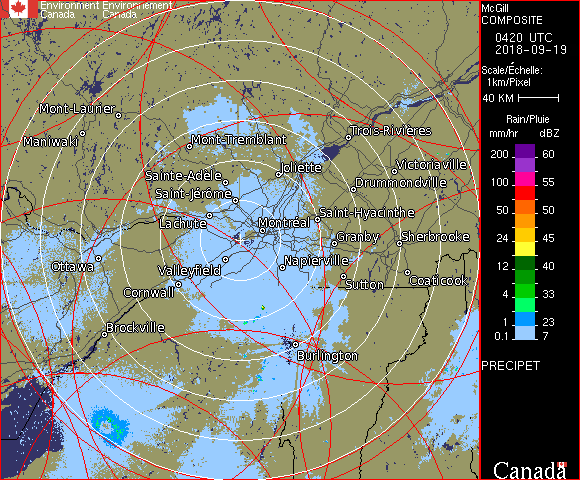 Environment Environnement
Canada Canada
McGill
COMPOSITE
0420 UTC
2018-09-19
Scale/Échelle:
1km/Pixel
40 KM
Rain/Pluie
mm/hr dBZ
200 60
100 55
50 50
24 45
12 40
4 33
2 28
1 23
0.1 7
PRECIPET
Canada
Mont-Laurier
Maniwaki
Mont-Tremblant
Trois-Rivières
Sainte-Adèle
Joliette
Victoriaville
Saint-Jérôme
Drummondville
Lachute
Montréal
Saint-Hyacinthe
Granby
Sherbrooke
Ottawa
Valleyfield
Napierville
Cornwall
Sutton
Coaticook
Brockville
Burlington